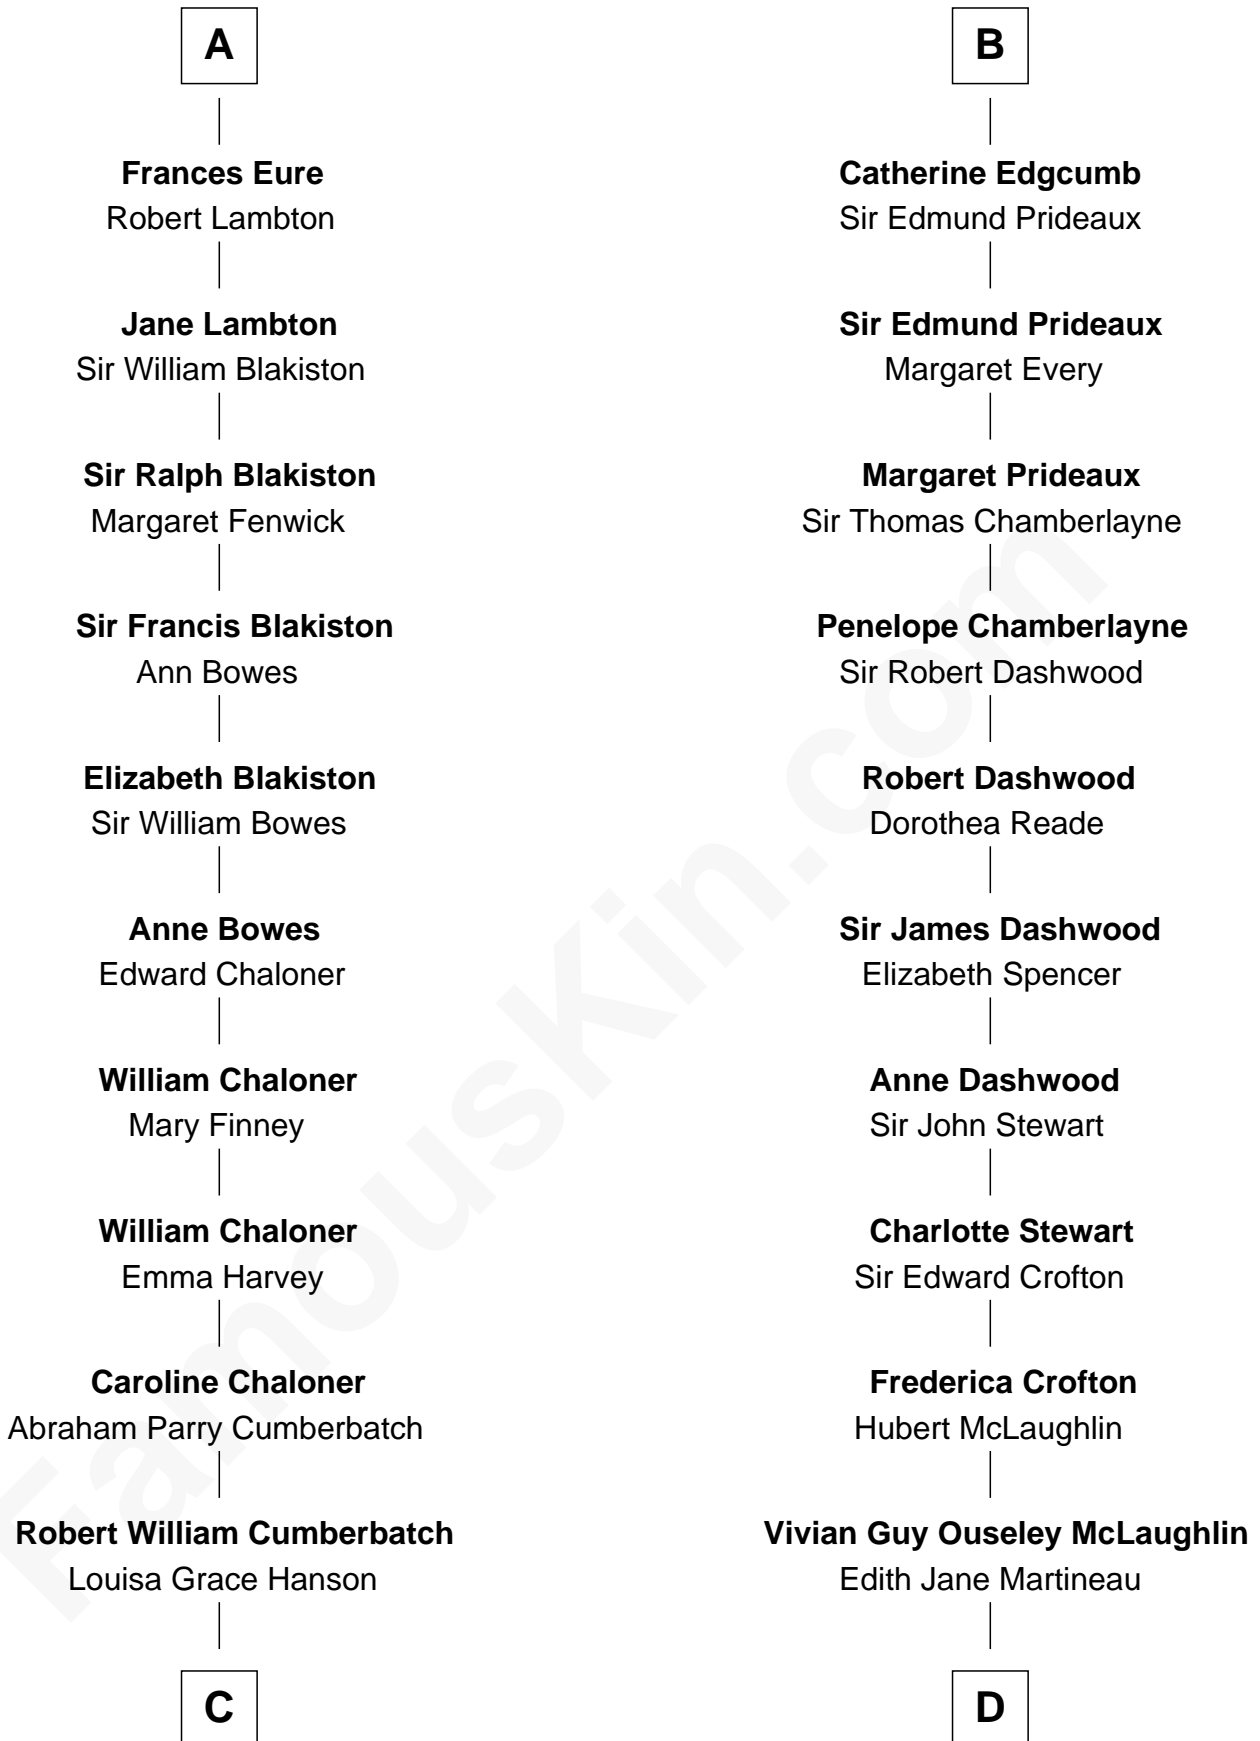 A
Frances Eure
Robert Lambton
Jane Lambton
Sir William Blakiston
Sir Ralph Blakiston
Margaret Fenwick
Sir Francis Blakiston
Ann Bowes
Elizabeth Blakiston
Sir William Bowes
Anne Bowes
Edward Chaloner
William Chaloner
Mary Finney
William Chaloner
Emma Harvey
Caroline Chaloner
Abraham Parry Cumberbatch
Robert William Cumberbatch
Louisa Grace Hanson
C
B
Catherine Edgcumb
Sir Edmund Prideaux
Sir Edmund Prideaux
Margaret Every
Margaret Prideaux
Sir Thomas Chamberlayne
Penelope Chamberlayne
Sir Robert Dashwood
Robert Dashwood
Dorothea Reade
Sir James Dashwood
Elizabeth Spencer
Anne Dashwood
Sir John Stewart
Charlotte Stewart
Sir Edward Crofton
Frederica Crofton
Hubert McLaughlin
Vivian Guy Ouseley McLaughlin
Edith Jane Martineau
D
FamousKin.com